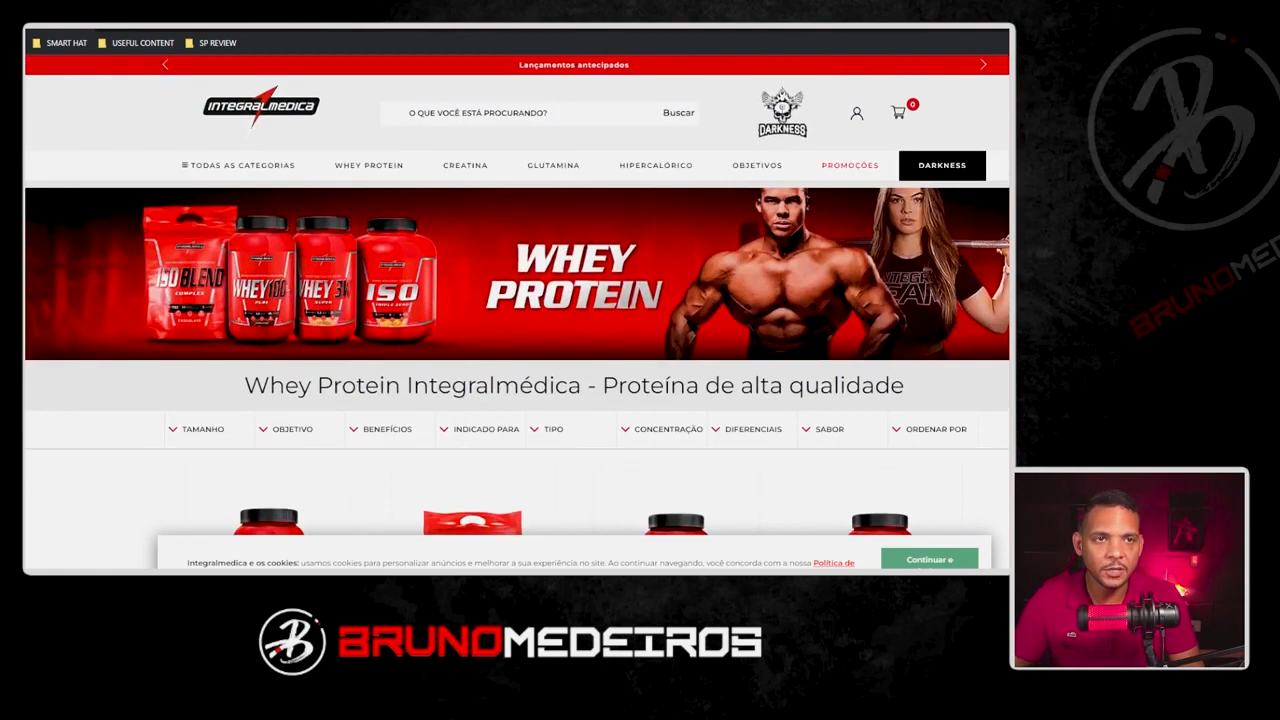 SMART HAT USEFUL CONTENT SP REVIEW
Lançamentos antecipados
INTEGRALMEDICA
O QUE VOCÊ ESTÁ PROCURANDO?
Buscar
DARKNESS
0
TODAS AS CATEGORIAS WHEY PROTEIN CREATINA GLUTAMINA HIPERCALÓRICO OBJETIVOS PROMOÇÕES DARKNESS
ISO BLEND
COMPLEX
WHEY 100%
WHEY 3W
SUPER
ISO
WHEY
PROTEIN
Whey Protein Integralmédica - Proteína de alta qualidade
TAMANHO OBJETIVO BENEFÍCIOS INDICADO PARA TIPO CONCENTRAÇÃO DIFERENCIAIS SABOR ORDENAR POR
Integralmedica e os cookies: usamos cookies para personalizar anúncios e melhorar a sua experiência no site. Ao continuar navegando, você concorda com a nossa Política de
Continuar e
BRUNOMEDEIROS
BRUNOMED